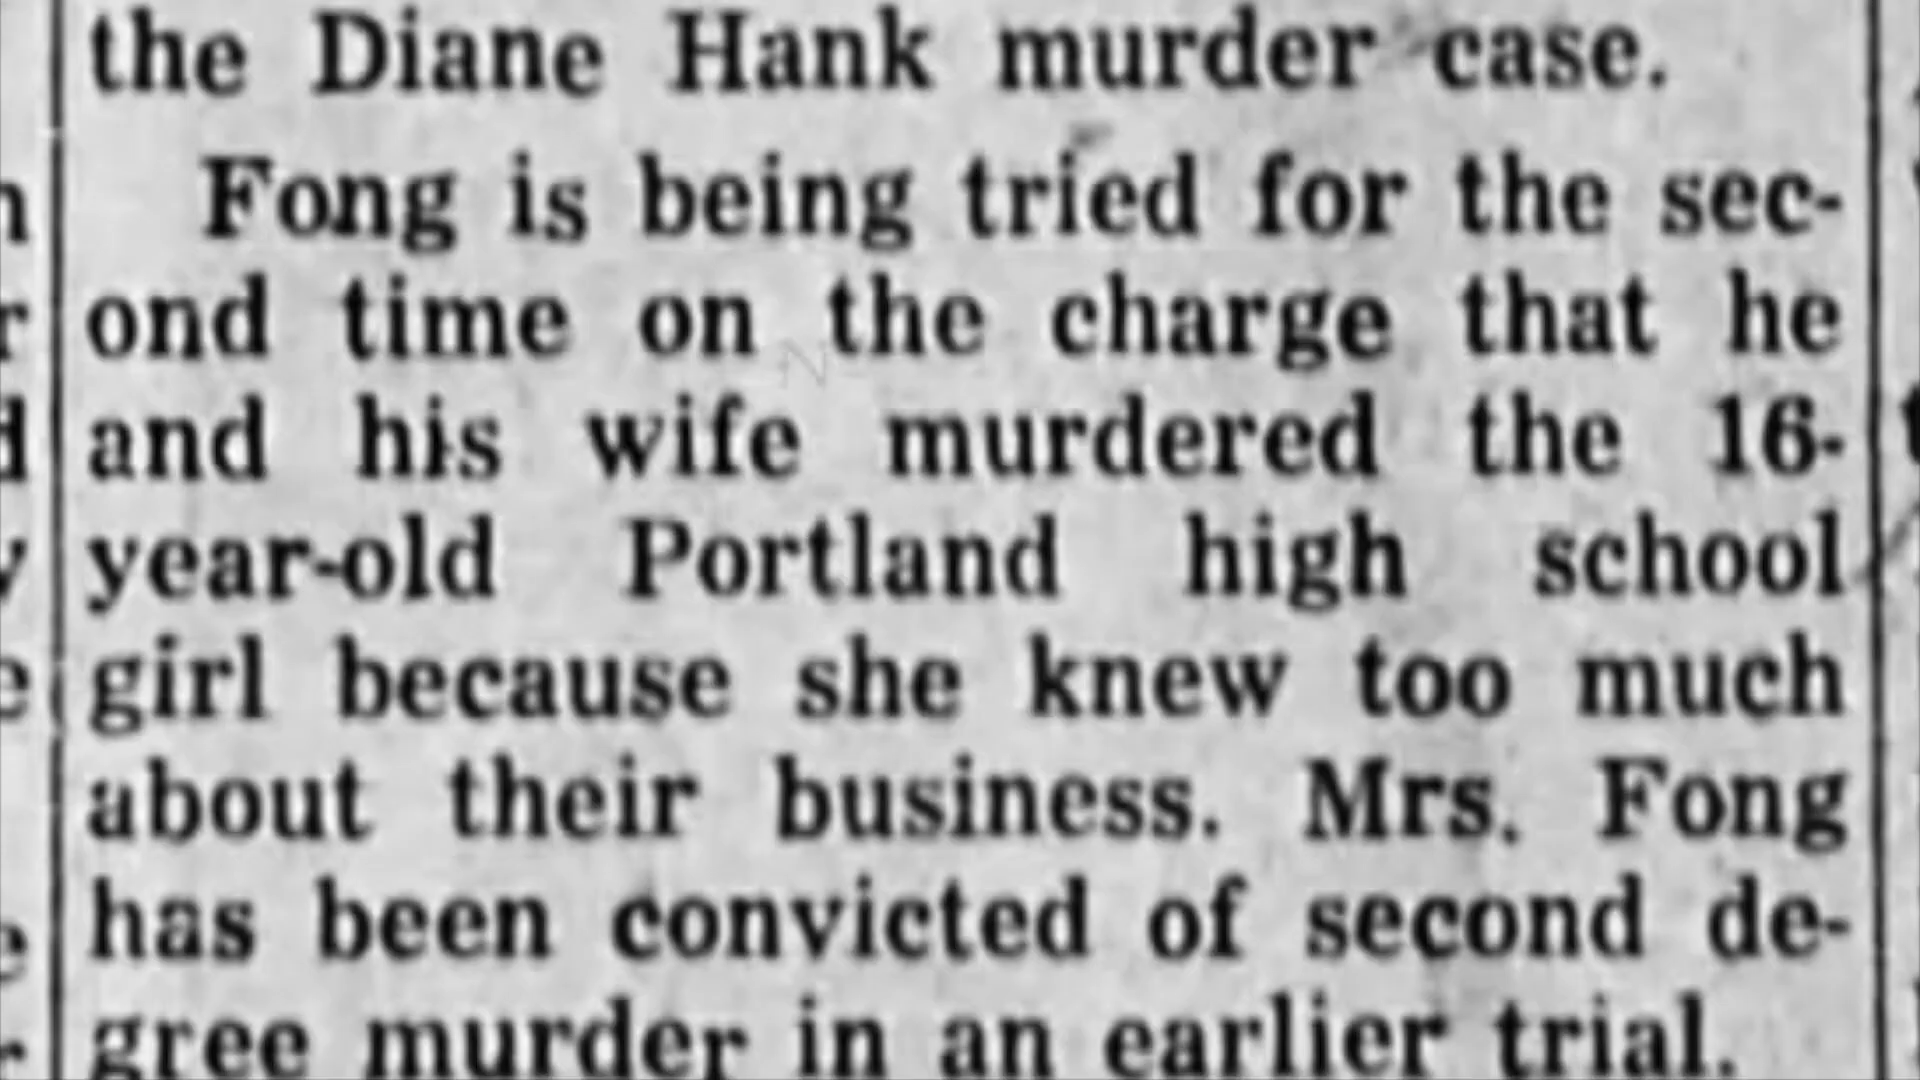 the Diane Hank murder case.
Fong is being tried for the sec-
ond time on the charge that he
and his wife murdered the 16-
year-old Portland high school
girl because she knew too much
about their business. Mrs. Fong
has been convicted of second de-
gree murder in an earlier trial.